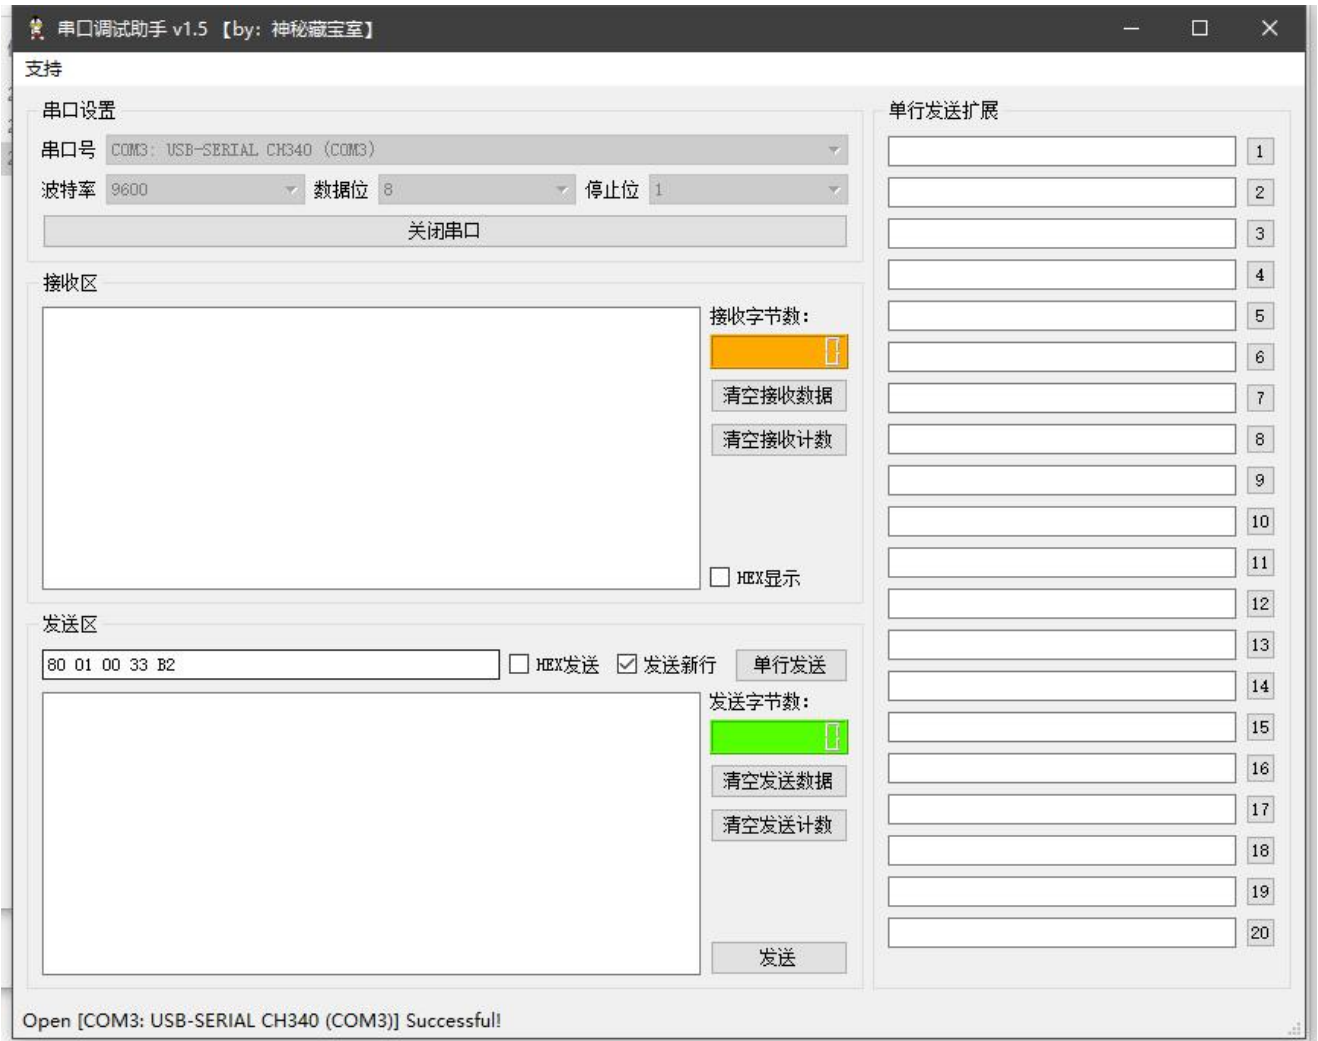 串口调试助手 v1.5 【by: 神秘藏宝室】
支持
串口设置
串口号 COM3: USB-SERIAL CH340 (COM3)
波特率 9600 数据位 8 停止位 1
关闭串口
接收区
接收字节数:
0
清空接收数据
清空接收计数
HEX显示
发送区
80 01 00 33 B2 HEX发送 发送新行 单行发送
发送字节数:
0
清空发送数据
清空发送计数
发送
单行发送扩展
1
2
3
4
5
6
7
8
9
10
11
12
13
14
15
16
17
18
19
20
Open [COM3: USB-SERIAL CH340 (COM3)] Successful!